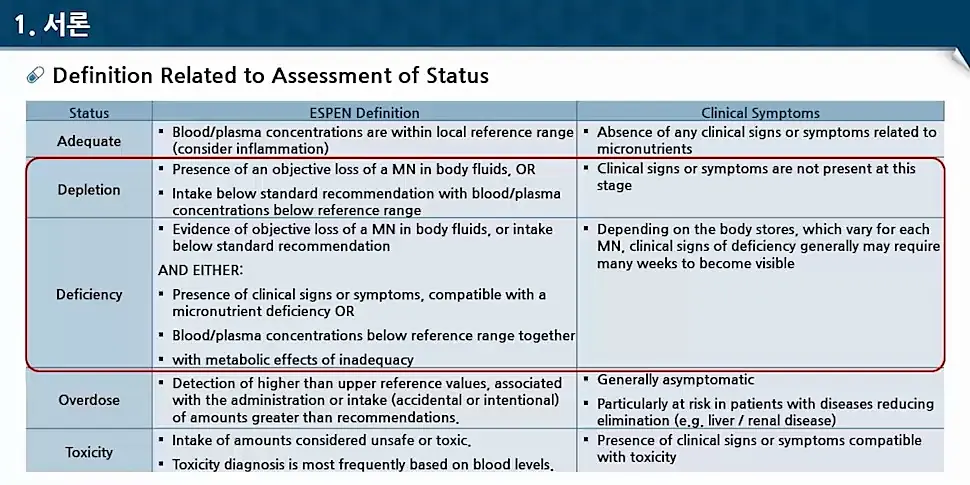 1. 서론
Definition Related to Assessment of Status
Status
ESPEN Definition
Clinical Symptoms
Adequate
▪ Blood/plasma concentrations are within local reference range
(consider inflammation)
▪ Absence of any clinical signs or symptoms related to
micronutrients
Depletion
▪ Presence of an objective loss of a MN in body fluids, OR
▪ Intake below standard recommendation with blood/plasma
concentrations below reference range
▪ Clinical signs or symptoms are not present at this
stage
Deficiency
▪ Evidence of objective loss of a MN in body fluids, or intake
below standard recommendation
AND EITHER:
▪ Presence of clinical signs or symptoms, compatible with a
micronutrient deficiency OR
▪ Blood/plasma concentrations below reference range together
▪ with metabolic effects of inadequacy
▪ Depending on the body stores, which vary for each
MN, clinical signs of deficiency generally may require
many weeks to become visible
Overdose
▪ Detection of higher than upper reference values, associated
with the administration or intake (accidental or intentional)
of amounts greater than recommendations.
▪ Generally asymptomatic
▪ Particularly at risk in patients with diseases reducing
elimination (e.g. liver / renal disease)
Toxicity
▪ Intake of amounts considered unsafe or toxic.
▪ Toxicity diagnosis is most frequently based on blood levels.
▪ Presence of clinical signs or symptoms compatible
with toxicity